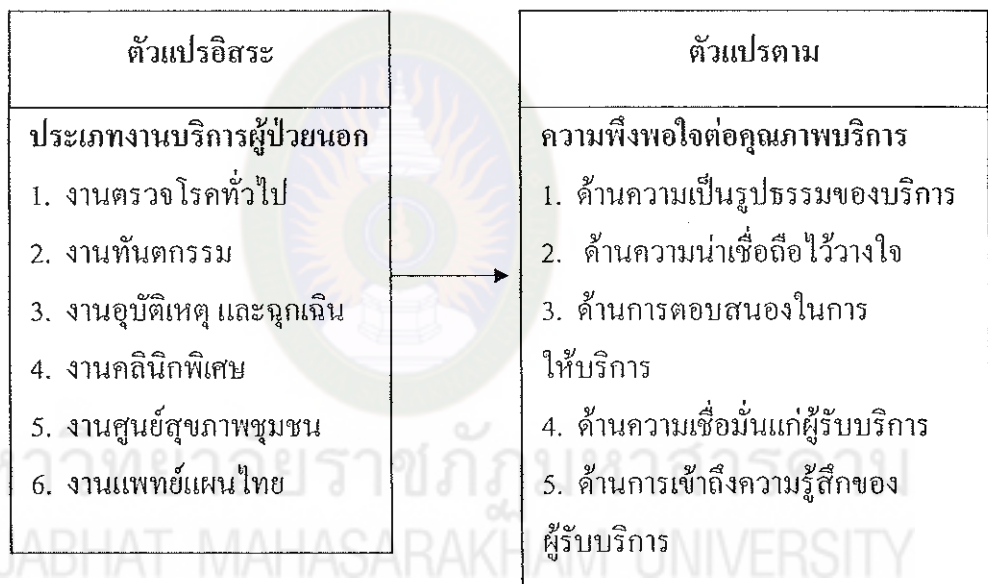 ตัวแปรอิสระ
ประเภทงานบริการผู้ป่วยนอก
1. งานตรวจโรคทั่วไป
2. งานทันตกรรม
3. งานอุบัติเหตุ และฉุกเฉิน
4. งานคลินิกพิเศษ
5. งานศูนย์สุขภาพชุมชน
6. งานแพทย์แผนไทย
ตัวแปรตาม
ความพึงพอใจต่อคุณภาพบริการ
1. ด้านความเป็นรูปธรรมของบริการ
2. ด้านความน่าเชื่อถือไว้วางใจ
3. ด้านการตอบสนองในการ
ให้บริการ
4. ด้านความเชื่อมั่นแก่ผู้รับบริการ
5. ด้านการเข้าถึงความรู้สึกของ
ผู้รับบริการ
ราชภัฏมหาสารคาม
MAHASARAKHAM UNIVERSITY